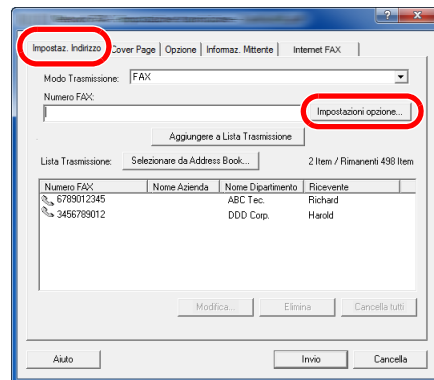 Impostaz. Indirizzo Cover Page Opzione Informaz. Mittente Internet FAX
Modo Trasmissione: FAX
Numero FAX:
Impostazioni opzione...
Aggiungere a Lista Trasmissione
Lista Trasmissione: Selezionare da Address Book... 2 Item / Rimanenti 498 Item
Numero FAX Nome Azienda Nome Dipartimento Ricevente
6789012345 ABC Tec. Richard
3456789012 DDD Corp. Harold
Modifica... Elimina Cancella tutti
Aiuto Invio Cancella